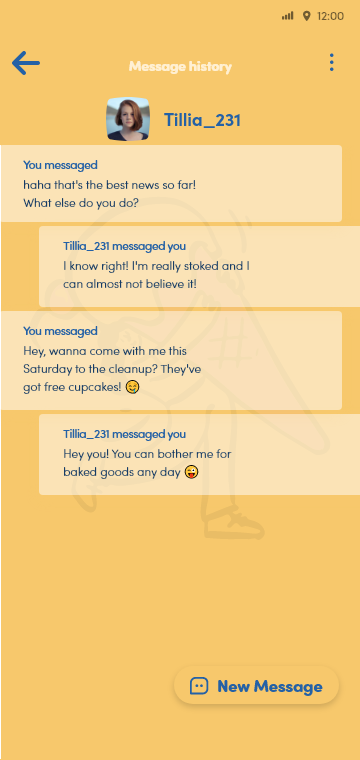 12:00
Message history
Tillia_231
You messaged
haha that's the best news so far!
What else do you do?
Tillia_231 messaged you
I know right! I'm really stoked and I
can almost not believe it!
You messaged
Hey, wanna come with me this
Saturday to the cleanup? They've
got free cupcakes! 🤤
Tillia_231 messaged you
Hey you! You can bother me for
baked goods any day 😜
New Message